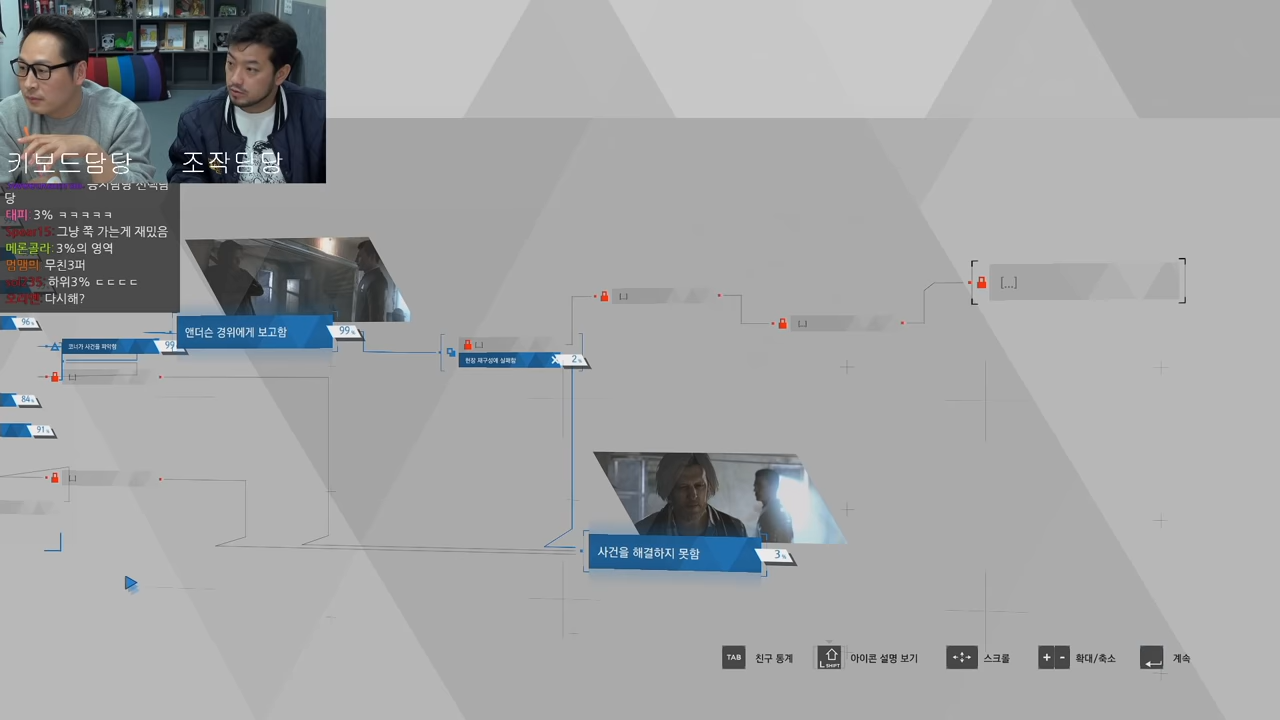 키보드담당
조작담당
당
태피: 3% ㅋㅋㅋㅋㅋ
그냥 쭉 가는게 재밌음
메론콜라: 3%의 영역
무친3퍼
하위3% ㄷㄷㄷㄷ
다시해?
96%
앤더슨 경위에게 보고함
99%
코너가 사건을 파악함
99
[...]
[...]
[...]
[...]
[...]
현장 재구성에 실패함
2%
[...]
84%
91%
[...]
사건을 해결하지 못함
3%
TAB
친구 통계
SHIFT
아이콘 설명 보기
스크롤
+ -
확대/축소
계속